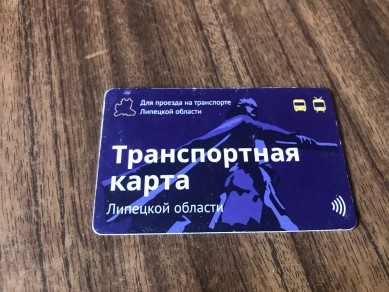 Для проезда на транспорте
Липецкой области
Транспортная
карта
Липецкой области